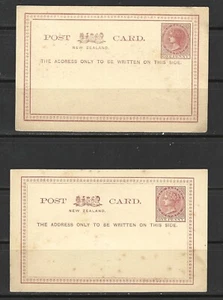 POST CARD.
NEW ZEALAND.
THE ADDRESS ONLY TO BE WRITTEN ON THIS SIDE.
POST CARD.
NEW ZEALAND.
THE ADDRESS ONLY TO BE WRITTEN ON THIS SIDE.